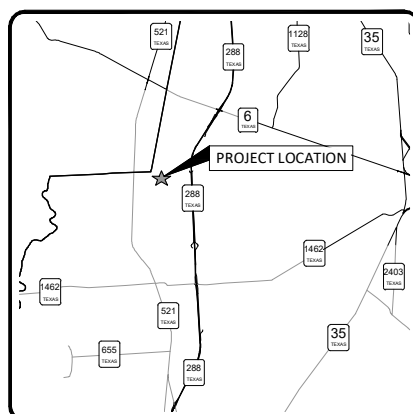 521
TEXAS
288
TEXAS
1128
TEXAS
35
TEXAS
6
TEXAS
PROJECT LOCATION
288
TEXAS
1462
TEXAS
2403
TEXAS
1462
TEXAS
521
TEXAS
35
TEXAS
655
TEXAS
288
TEXAS